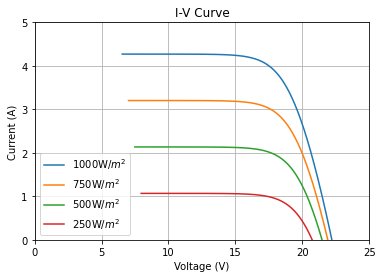 I-V Curve
5
4
3
2
1
0
Current (A)
1000W/m²
750W/m²
500W/m²
250W/m²
0 5 10 15 20 25
Voltage (V)